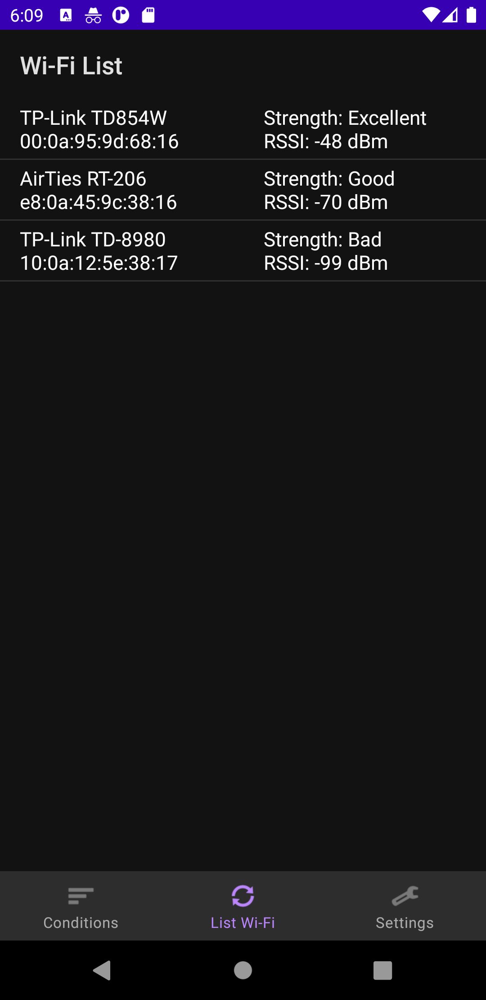 6:09
Wi-Fi List
TP-Link TD854W
00:0a:95:9d:68:16
Strength: Excellent
RSSI: -48 dBm
AirTies RT-206
e8:0a:45:9c:38:16
Strength: Good
RSSI: -70 dBm
TP-Link TD-8980
10:0a:12:5e:38:17
Strength: Bad
RSSI: -99 dBm
Conditions
List Wi-Fi
Settings